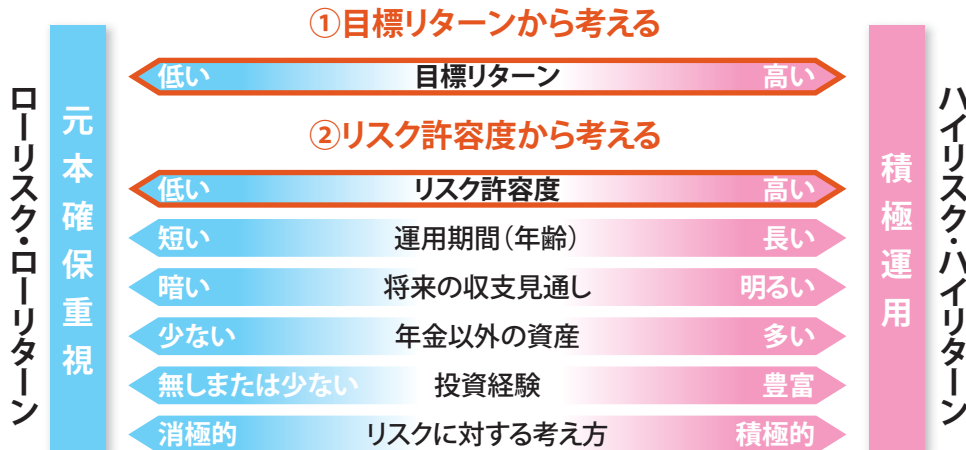 ①目標リターンから考える
低い 目標リターン 高い
②リスク許容度から考える
低い リスク許容度 高い
短い 運用期間（年齢） 長い
暗い 将来の収支見通し 明るい
少ない 年金以外の資産 多い
無しまたは少ない 投資経験 豊富
消極的 リスクに対する考え方 積極的
ローリスク・ローリターン
元本確保重視
積極運用
ハイリスク・ハイリターン